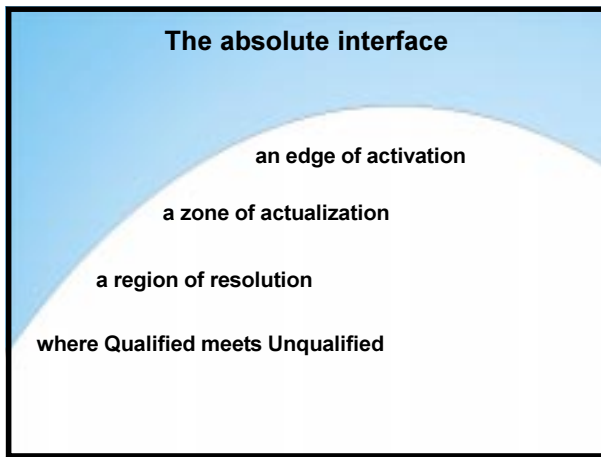 The absolute interface
an edge of activation
a zone of actualization
a region of resolution
where Qualified meets Unqualified